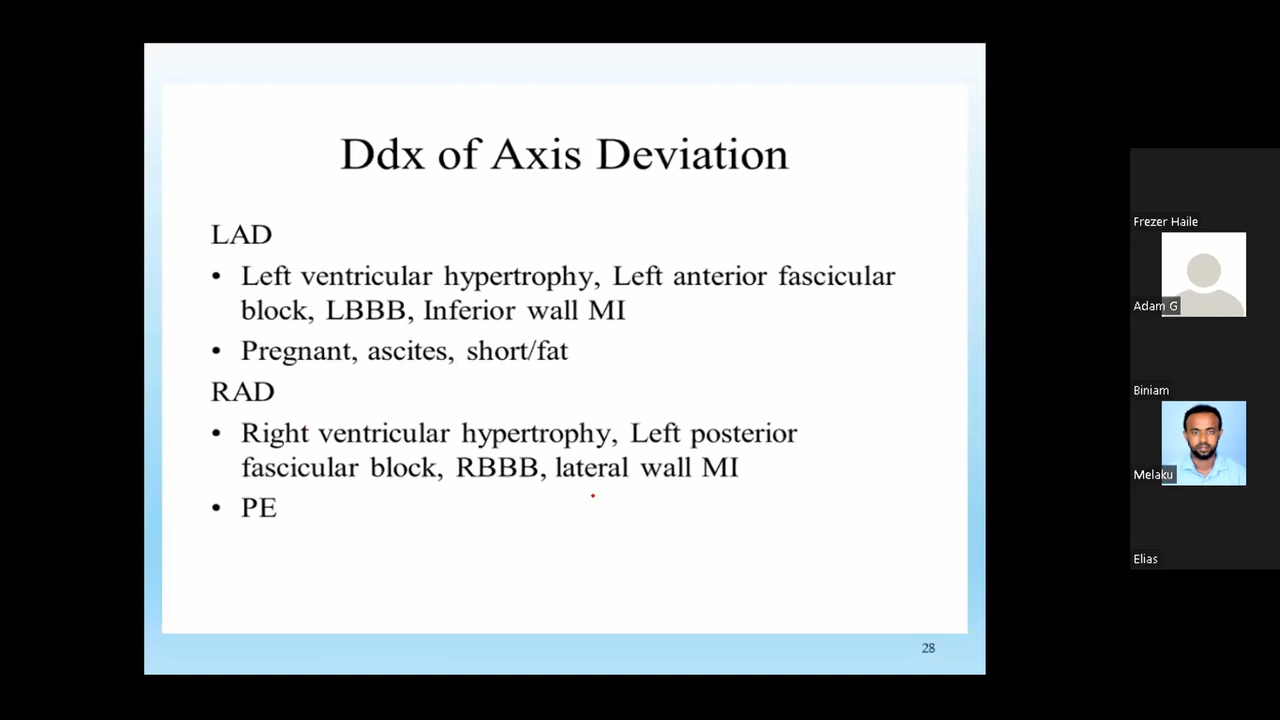 Ddx of Axis Deviation
LAD
• Left ventricular hypertrophy, Left anterior fascicular
block, LBBB, Inferior wall MI
• Pregnant, ascites, short/fat
RAD
• Right ventricular hypertrophy, Left posterior
fascicular block, RBBB, lateral wall MI
• PE
28
Frezer Haile
Adam G
Biniam
Melaku
Elias